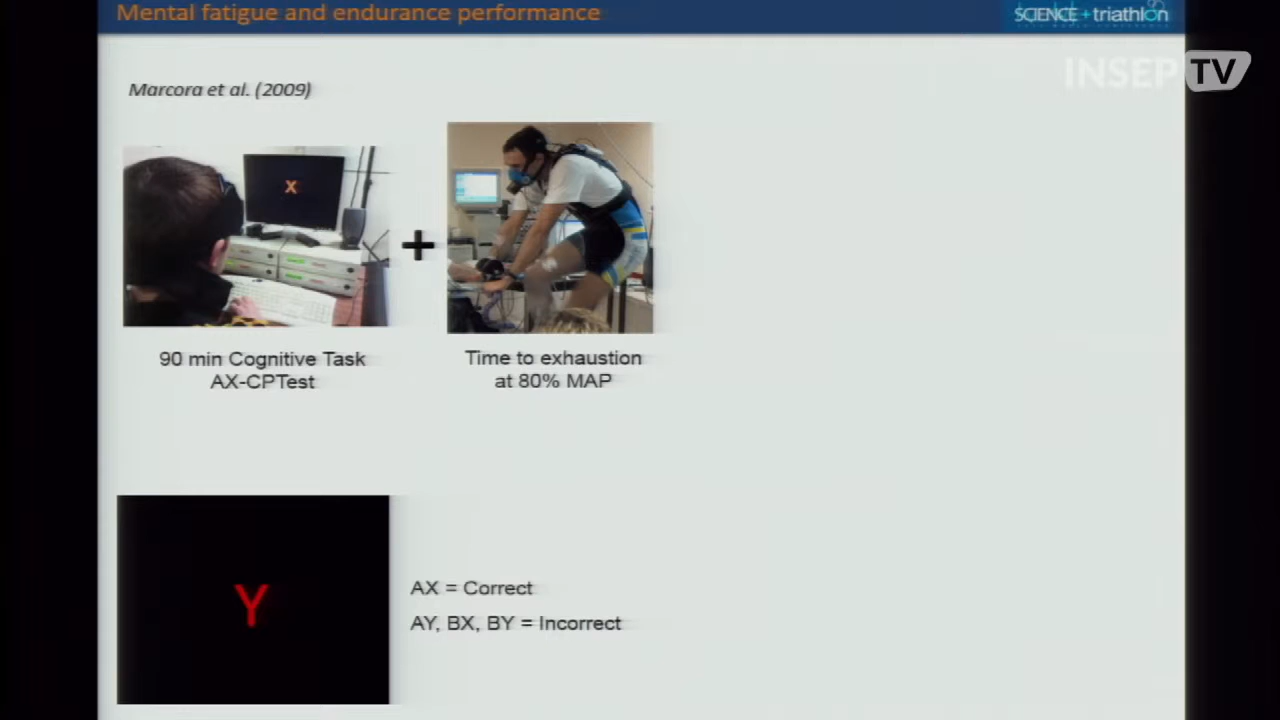 Mental fatigue and endurance performance
SCIENCE+triathlon
INSEP TV
Marcora et al. (2009)
X
+
90 min Cognitive Task
AX-CPTest
Time to exhaustion
at 80% MAP
Y
AX = Correct
AY, BX, BY = Incorrect